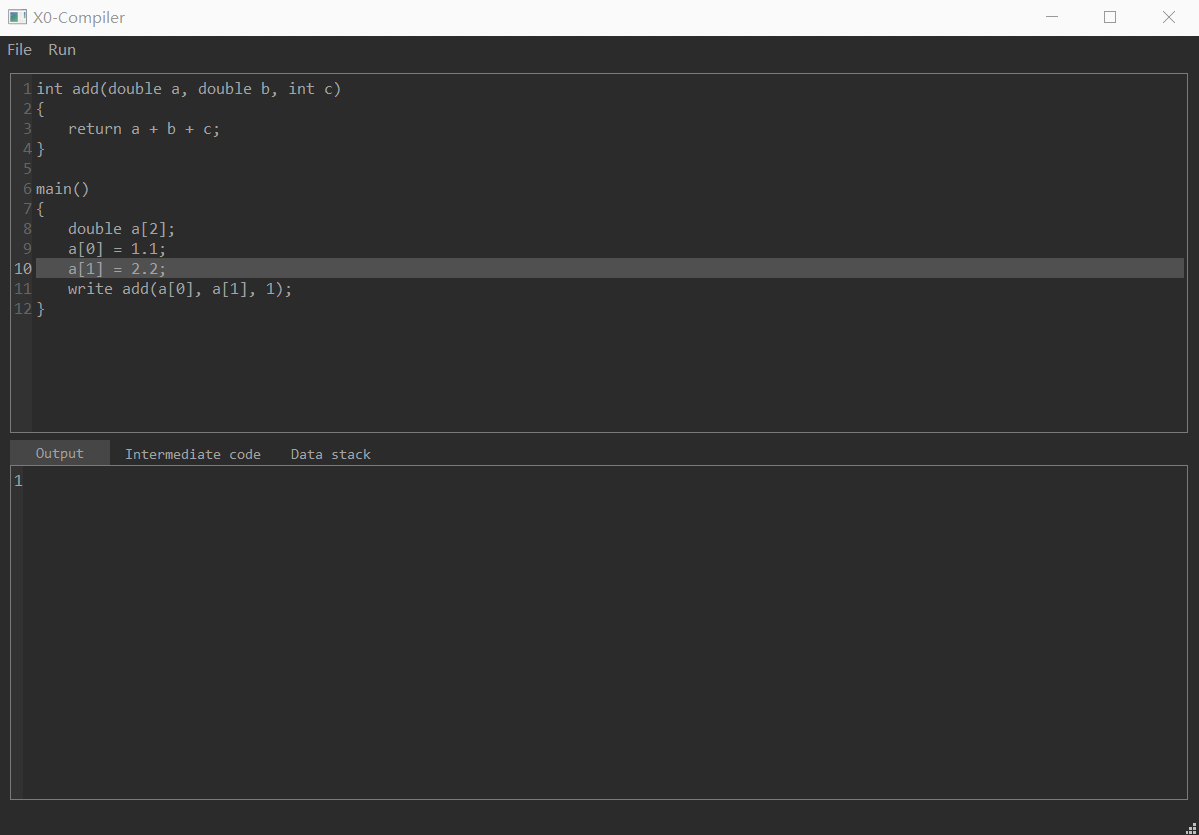 X0-Compiler
File Run
1 int add(double a, double b, int c)
2 {
3     return a + b + c;
4 }
5
6 main()
7 {
8     double a[2];
9     a[0] = 1.1;
10     a[1] = 2.2;
11     write add(a[0], a[1], 1);
12 }
Output Intermediate code Data stack
1